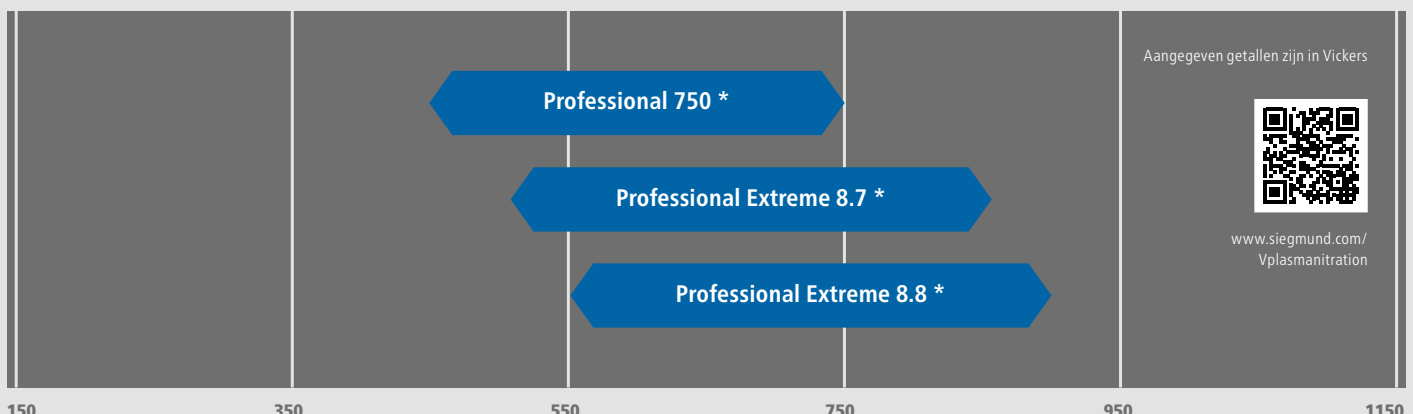 Aangegeven getallen zijn in Vickers
Professional 750 *
Professional Extreme 8.7 *
www.siegmund.com/
Vplasmanitration
Professional Extreme 8.8 *
150 350 550 750 950 1150